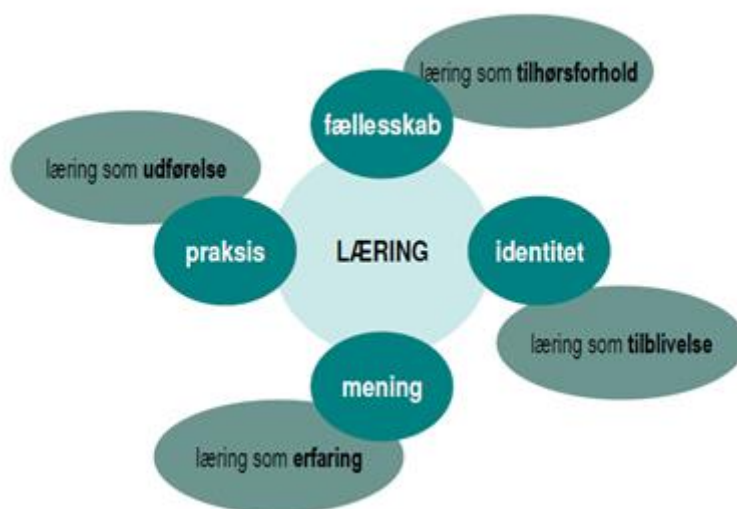 læring som tilhørsforhold
fællesskab
læring som udførelse
praksis
LÆRING
identitet
læring som tilblivelse
mening
læring som erfaring